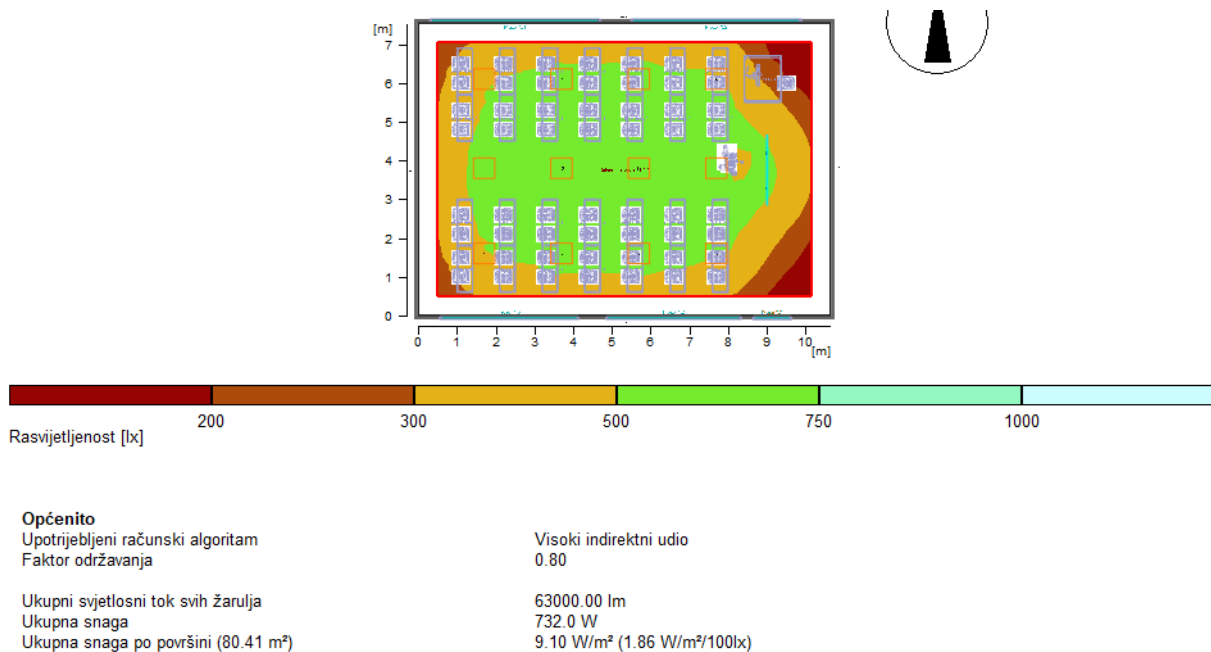 [m]
7
6
5
4
3
2
1
0
0 1 2 3 4 5 6 7 8 9 10
[m]
200 300 500 750 1000
Rasvijetljenost [lx]
Općenito
Upotrijebljeni računski algoritam Visoki indirektni udio
Faktor održavanja 0.80
Ukupni svjetlosni tok svih žarulja 63000.00 lm
Ukupna snaga 732.0 W
Ukupna snaga po površini (80.41 m²) 9.10 W/m² (1.86 W/m²/100lx)